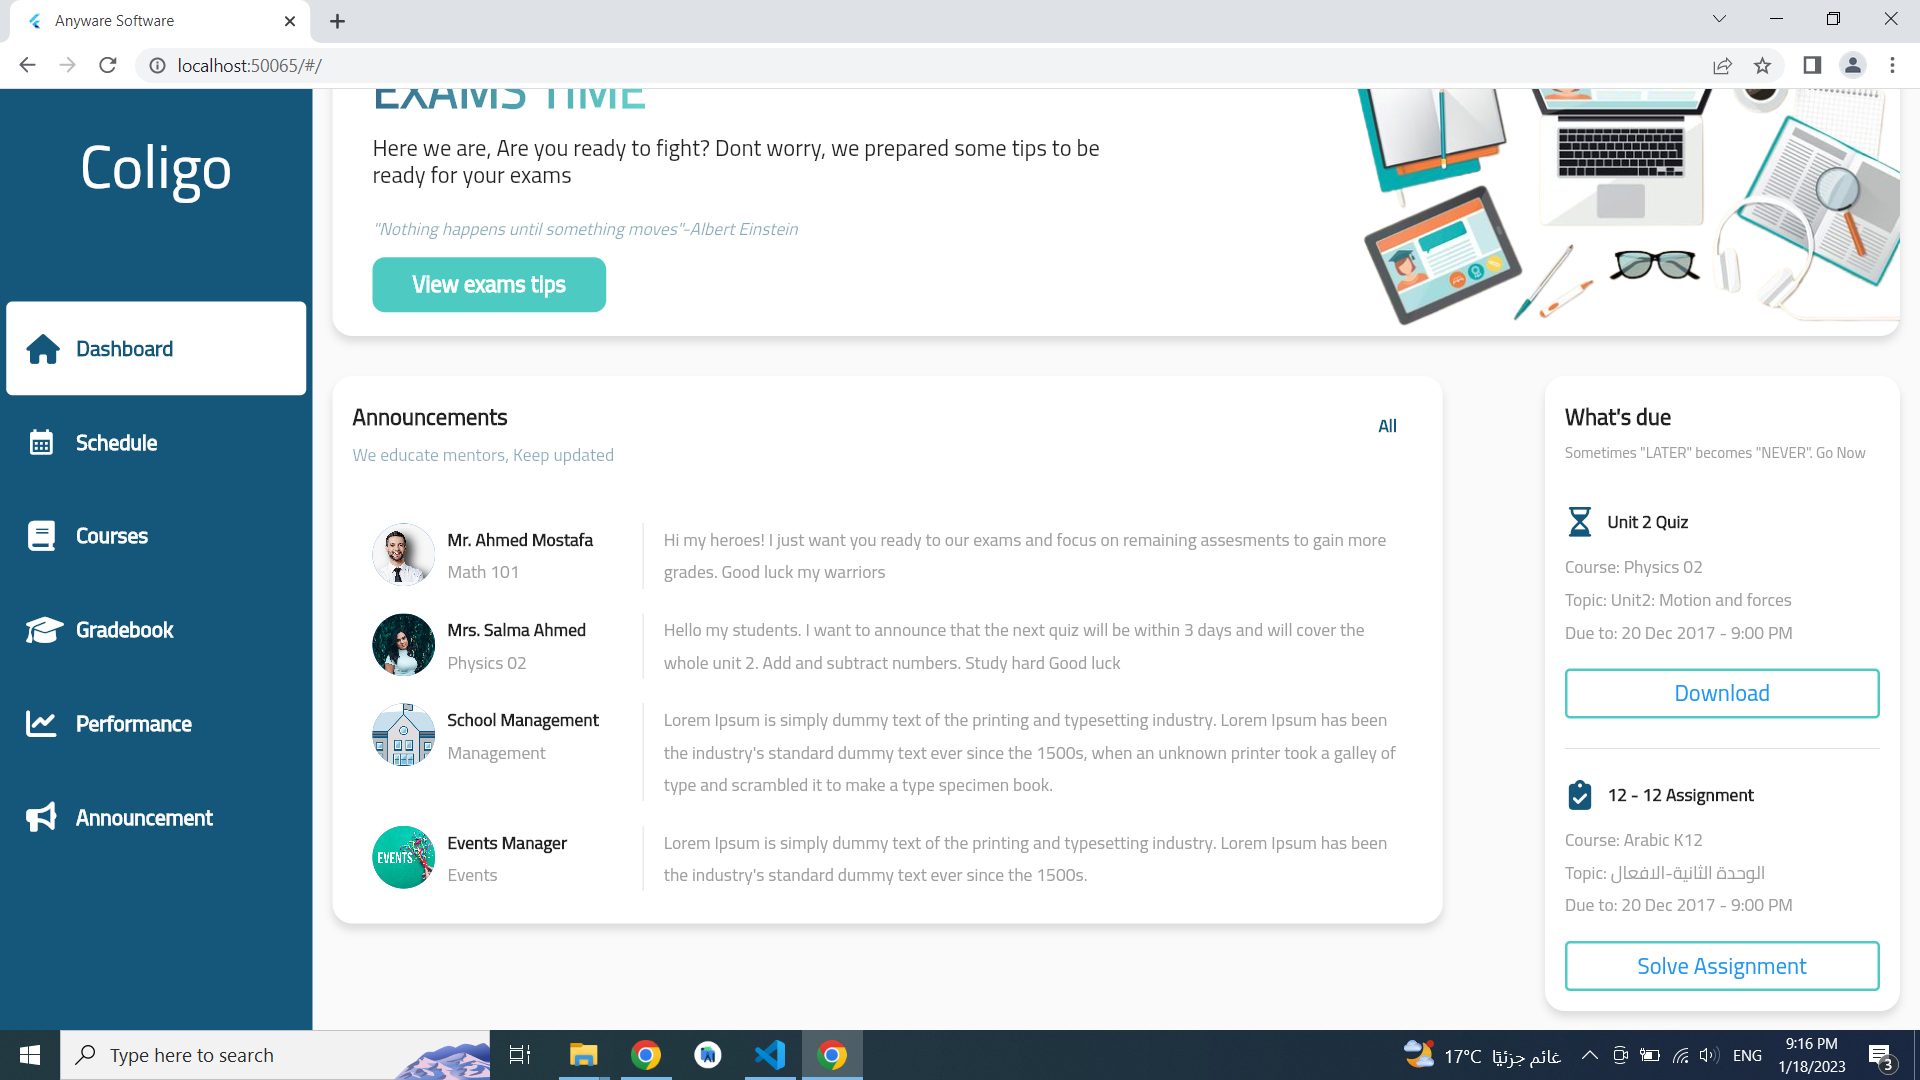 Anyware Software
localhost:50065/#/
Coligo
Dashboard
Schedule
Courses
Gradebook
Performance
Announcement
EXAMS TIME
Here we are, Are you ready to fight? Dont worry, we prepared some tips to be
ready for your exams
"Nothing happens until something moves"-Albert Einstein
View exams tips
Announcements
All
We educate mentors, Keep updated
Mr. Ahmed Mostafa
Math 101
Hi my heroes! I just want you ready to our exams and focus on remaining assesments to gain more
grades. Good luck my warriors
Mrs. Salma Ahmed
Physics 02
Hello my students. I want to announce that the next quiz will be within 3 days and will cover the
whole unit 2. Add and subtract numbers. Study hard Good luck
School Management
Management
Lorem Ipsum is simply dummy text of the printing and typesetting industry. Lorem Ipsum has been
the industry's standard dummy text ever since the 1500s, when an unknown printer took a galley of
type and scrambled it to make a type specimen book.
EVENTS
Events Manager
Events
Lorem Ipsum is simply dummy text of the printing and typesetting industry. Lorem Ipsum has been
the industry's standard dummy text ever since the 1500s.
What's due
Sometimes "LATER" becomes "NEVER". Go Now
Unit 2 Quiz
Course: Physics 02
Topic: Unit2: Motion and forces
Due to: 20 Dec 2017 - 9:00 PM
Download
12 - 12 Assignment
Course: Arabic K12
Topic: الوحدة الثانية-الافعال
Due to: 20 Dec 2017 - 9:00 PM
Solve Assignment
Type here to search
17°C غائم جزئيًا
ENG
9:16 PM
1/18/2023
3